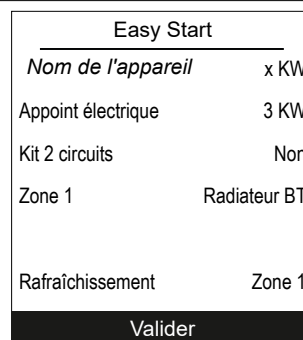 Easy Start
Nom de l'appareil x KW
Appoint électrique 3 KW
Kit 2 circuits Non
Zone 1 Radiateur BT
Rafraîchissement Zone 1
Valider